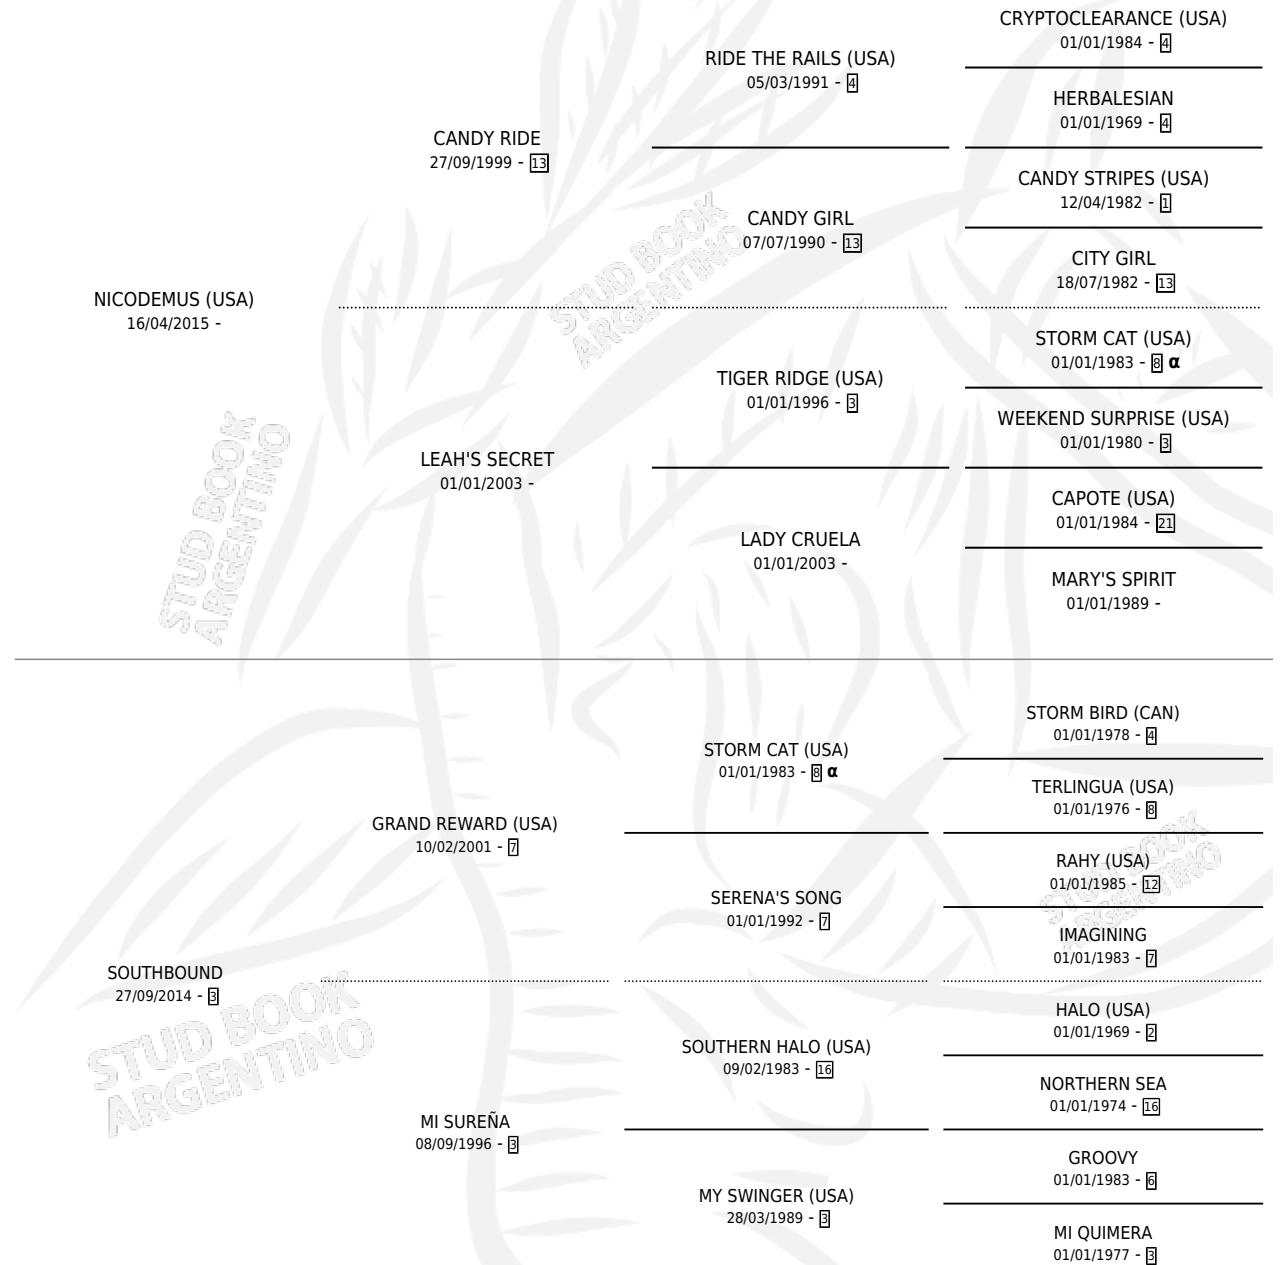 CRYPTOCLEARANCE (USA)
01/01/1984 - 4
RIDE THE RAILS (USA)
05/03/1991 - 4
HERBALESIAN
01/01/1969 - 4
CANDY RIDE
27/09/1999 - 13
CANDY STRIPES (USA)
12/04/1982 - 1
CANDY GIRL
07/07/1990 - 13
CITY GIRL
18/07/1982 - 13
NICODEMUS (USA)
16/04/2015 -
STORM CAT (USA)
01/01/1983 - 8 α
TIGER RIDGE (USA)
01/01/1996 - 3
WEEKEND SURPRISE (USA)
01/01/1980 - 3
LEAH'S SECRET
01/01/2003 -
CAPOTE (USA)
01/01/1984 - 21
LADY CRUELA
01/01/2003 -
MARY'S SPIRIT
01/01/1989 -
STORM BIRD (CAN)
01/01/1978 - 4
STORM CAT (USA)
01/01/1983 - 8 α
TERLINGUA (USA)
01/01/1976 - 8
GRAND REWARD (USA)
10/02/2001 - 7
RAHY (USA)
01/01/1985 - 12
SERENA'S SONG
01/01/1992 - 7
IMAGINING
01/01/1983 - 7
SOUTHBOUND
27/09/2014 - 3
HALO (USA)
01/01/1969 - 2
SOUTHERN HALO (USA)
09/02/1983 - 16
NORTHERN SEA
01/01/1974 - 16
MI SUREÑA
08/09/1996 - 3
GROOVY
01/01/1983 - 6
MY SWINGER (USA)
28/03/1989 - 3
MI QUIMERA
01/01/1977 - 3
STUD BOOK
ARGENTINO
STUD BOOK
ARGENTINO
STUD BOOK
ARGENTINO
STUD BOOK
ARGENTINO